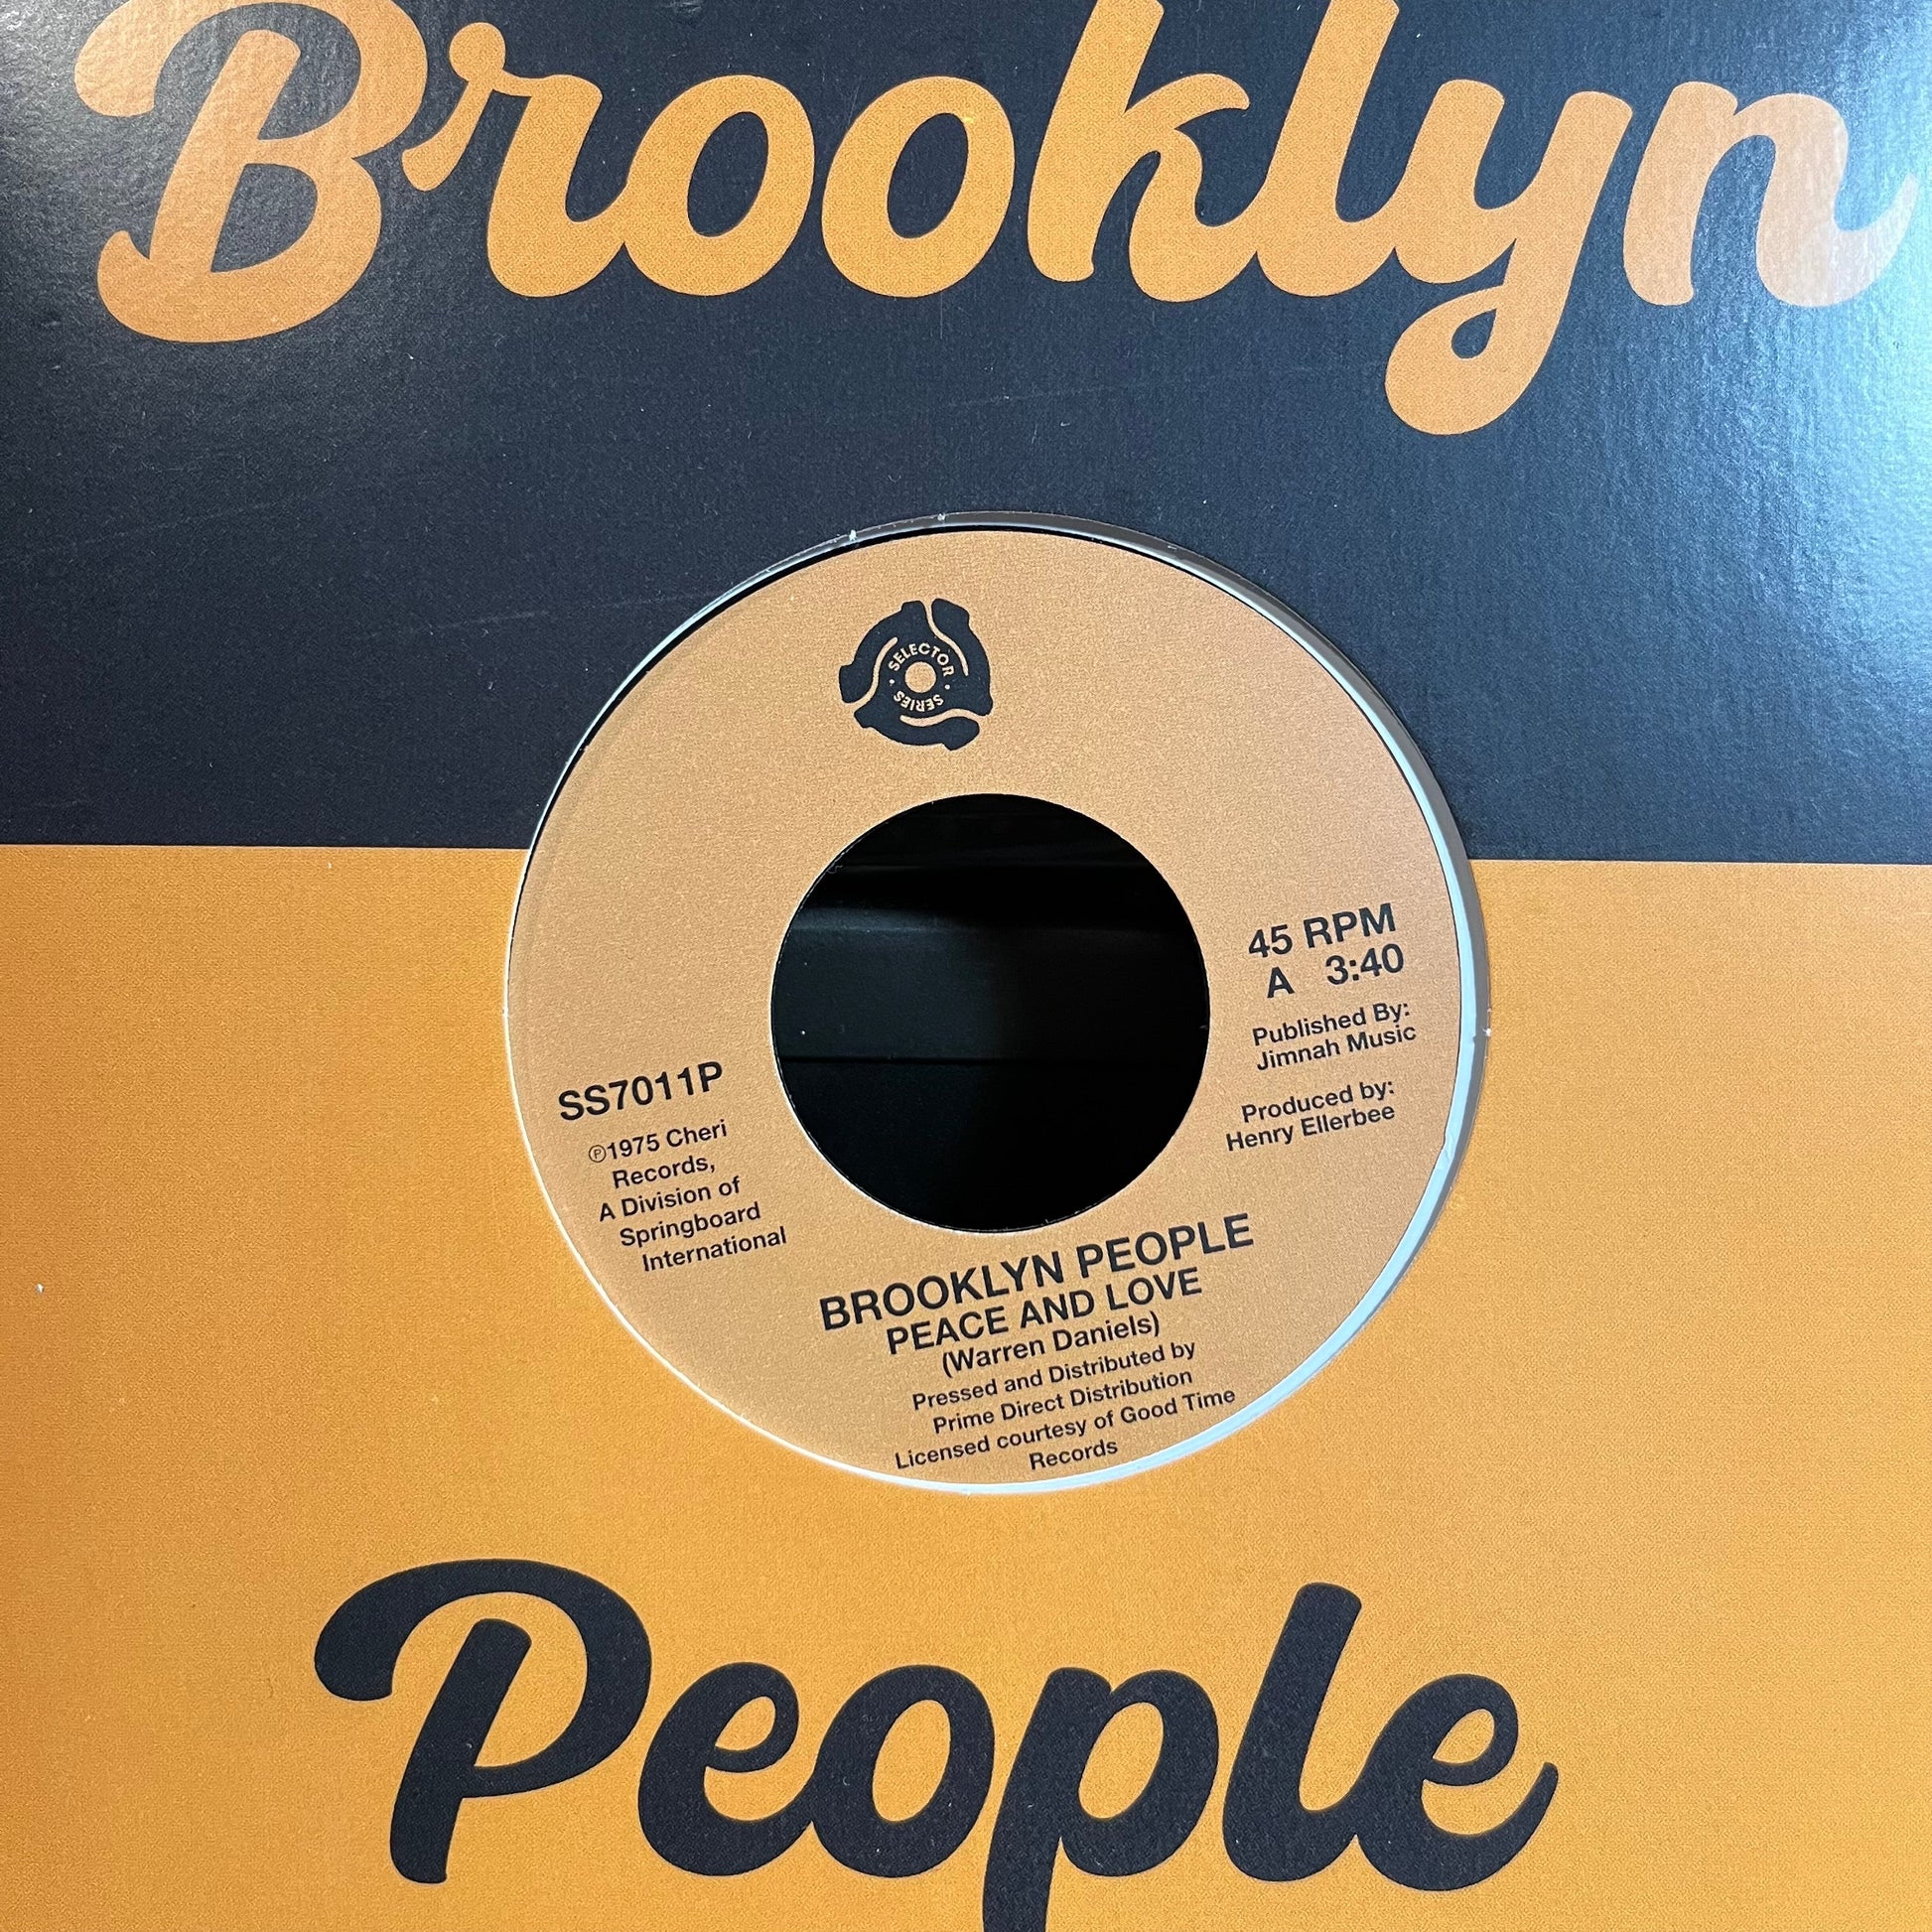 Brooklyn
SELECTOR
SERIES
45 RPM
A 3:40
Published By:
Jimnah Music
Produced by:
Henry Ellerbee
SS7011P
℗1975 Cheri
Records,
A Division of
Springboard
International
BROOKLYN PEOPLE
PEACE AND LOVE
(Warren Daniels)
Pressed and Distributed by
Prime Direct Distribution
Licensed courtesy of Good Time
Records
People